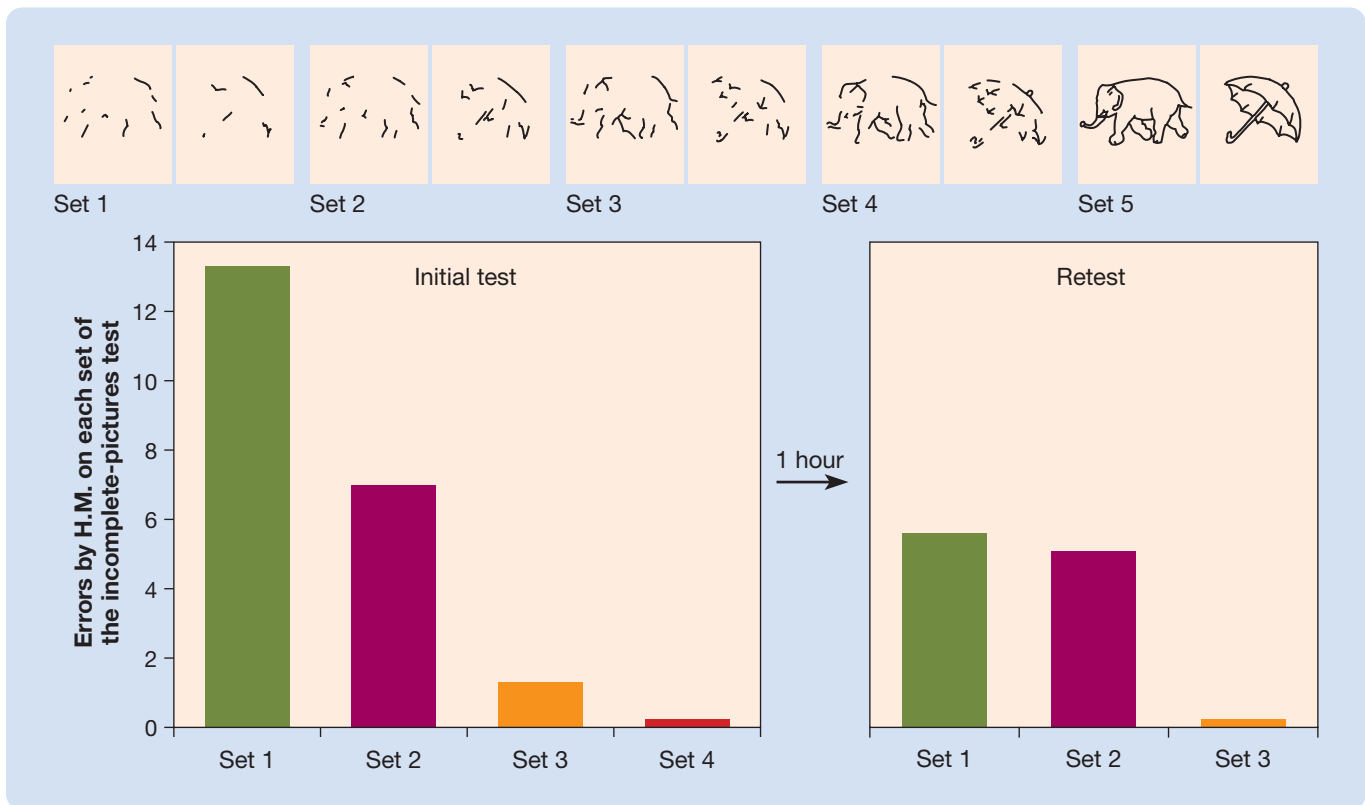 Set 1
Set 2
Set 3
Set 4
Set 5
14
12
10
8
6
4
2
0
Errors by H.M. on each set of
the incomplete-pictures test
Initial test
Set 1
Set 2
Set 3
Set 4
1 hour
Retest
Set 1
Set 2
Set 3